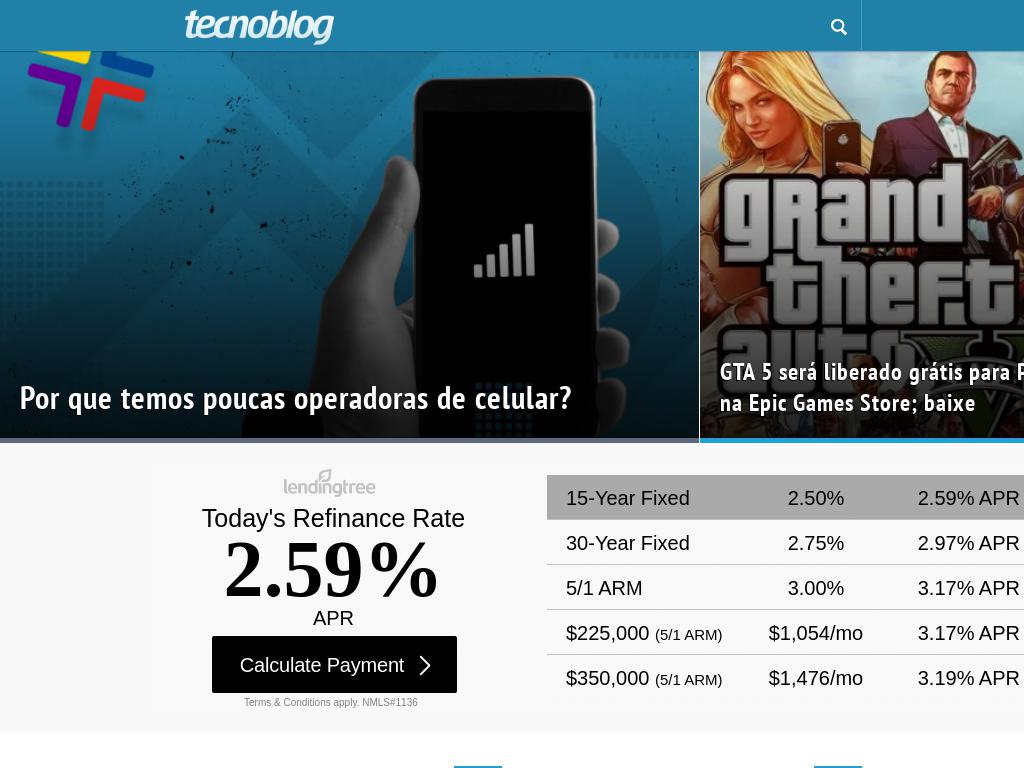 tecnoblog
grand
theft
auto V
Por que temos poucas operadoras de celular?
GTA 5 será liberado grátis para
na Epic Games Store; baixe
lendingtree
Today's Refinance Rate
2.59%
APR
Calculate Payment
Terms & Conditions apply. NMLS#1136
15-Year Fixed 2.50% 2.59% APR
30-Year Fixed 2.75% 2.97% APR
5/1 ARM 3.00% 3.17% APR
$225,000 (5/1 ARM) $1,054/mo 3.17% APR
$350,000 (5/1 ARM) $1,476/mo 3.19% APR